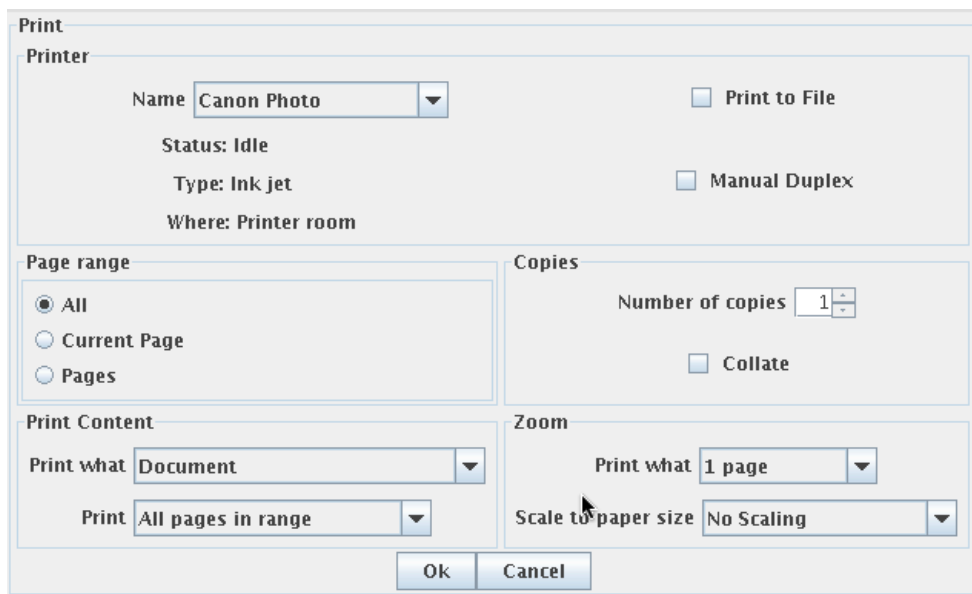 Print
Printer
Name Canon Photo
Print to File
Status: Idle
Type: Ink jet
Manual Duplex
Where: Printer room
Page range
All
Current Page
Pages
Copies
Number of copies 1
Collate
Print Content
Print what Document
Print All pages in range
Zoom
Print what 1 page
Scale to paper size No Scaling
Ok Cancel